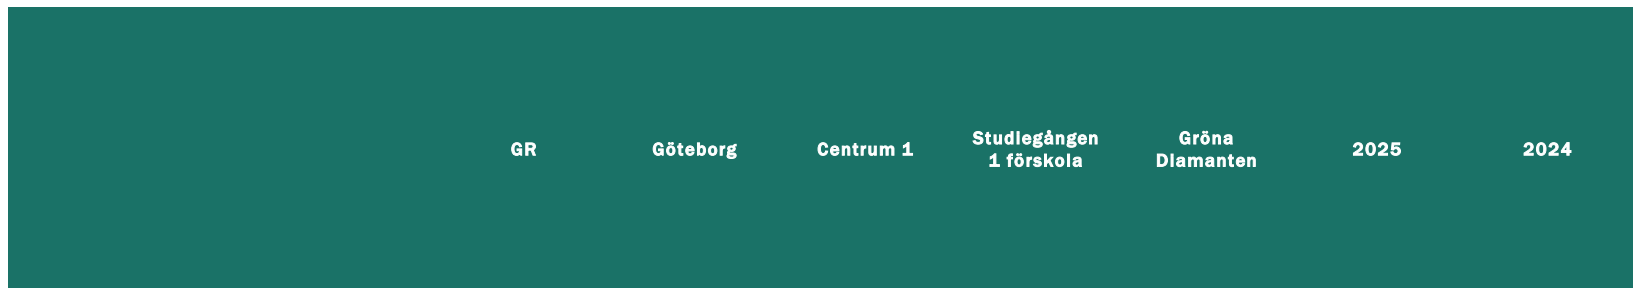 GR
Göteborg
Centrum 1
Studiegången
1 förskola
Gröna
Diamanten
2025
2024